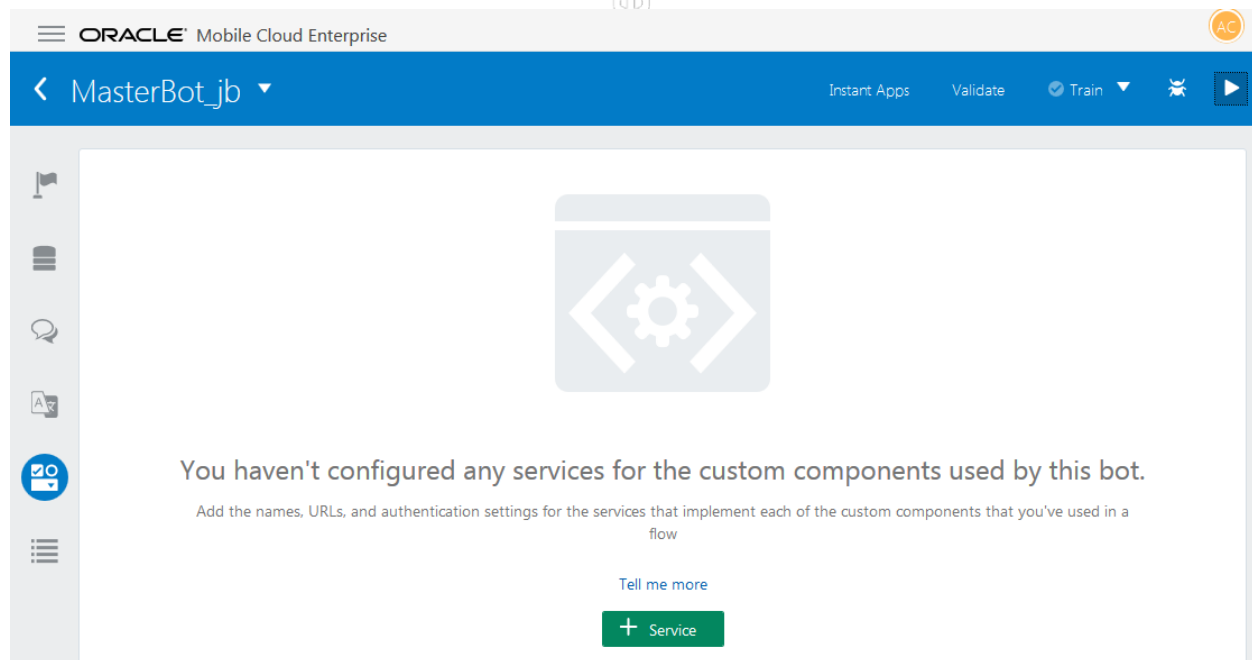 ORACLE® Mobile Cloud Enterprise
AC
MasterBot_jb
Instant Apps
Validate
Train
You haven't configured any services for the custom components used by this bot.
Add the names, URLs, and authentication settings for the services that implement each of the custom components that you've used in a
flow
Tell me more
+ Service